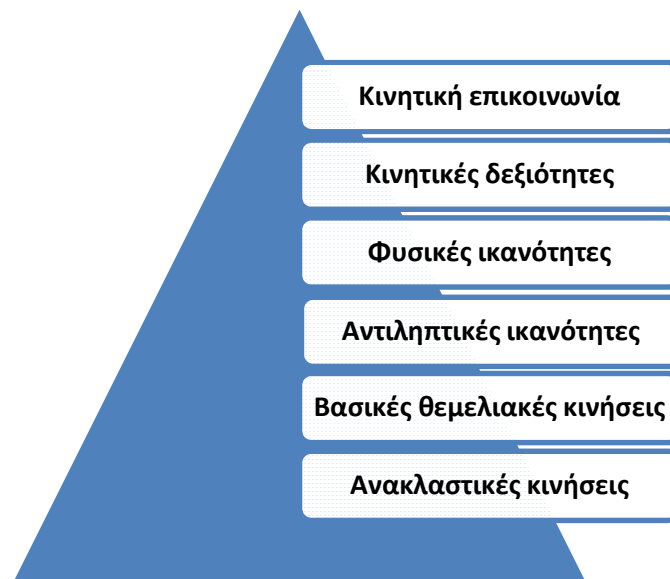 Κινητική επικοινωνία
Κινητικές δεξιότητες
Φυσικές ικανότητες
Αντιληπτικές ικανότητες
Βασικές θεμελιακές κινήσεις
Ανακλαστικές κινήσεις